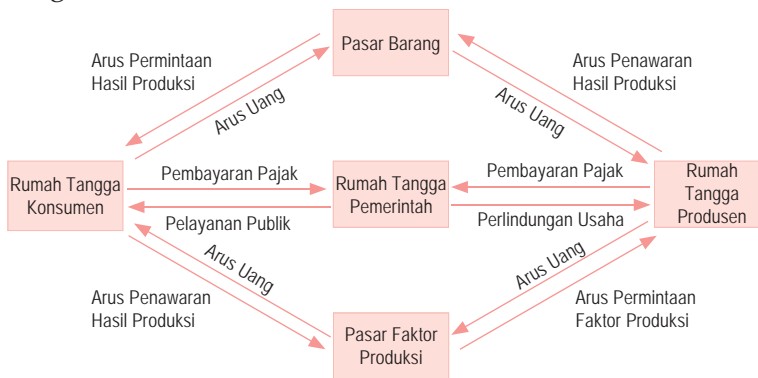 Pasar Barang
Arus Permintaan
Hasil Produksi
Arus Uang
Arus Penawaran
Hasil Produksi
Arus Uang
Rumah Tangga
Konsumen
Pembayaran Pajak
Pelayanan Publik
Rumah Tangga
Pemerintah
Pembayaran Pajak
Perlindungan Usaha
Rumah
Tangga
Produsen
Arus Uang
Arus Penawaran
Hasil Produksi
Arus Uang
Arus Permintaan
Faktor Produksi
Pasar Faktor
Produksi